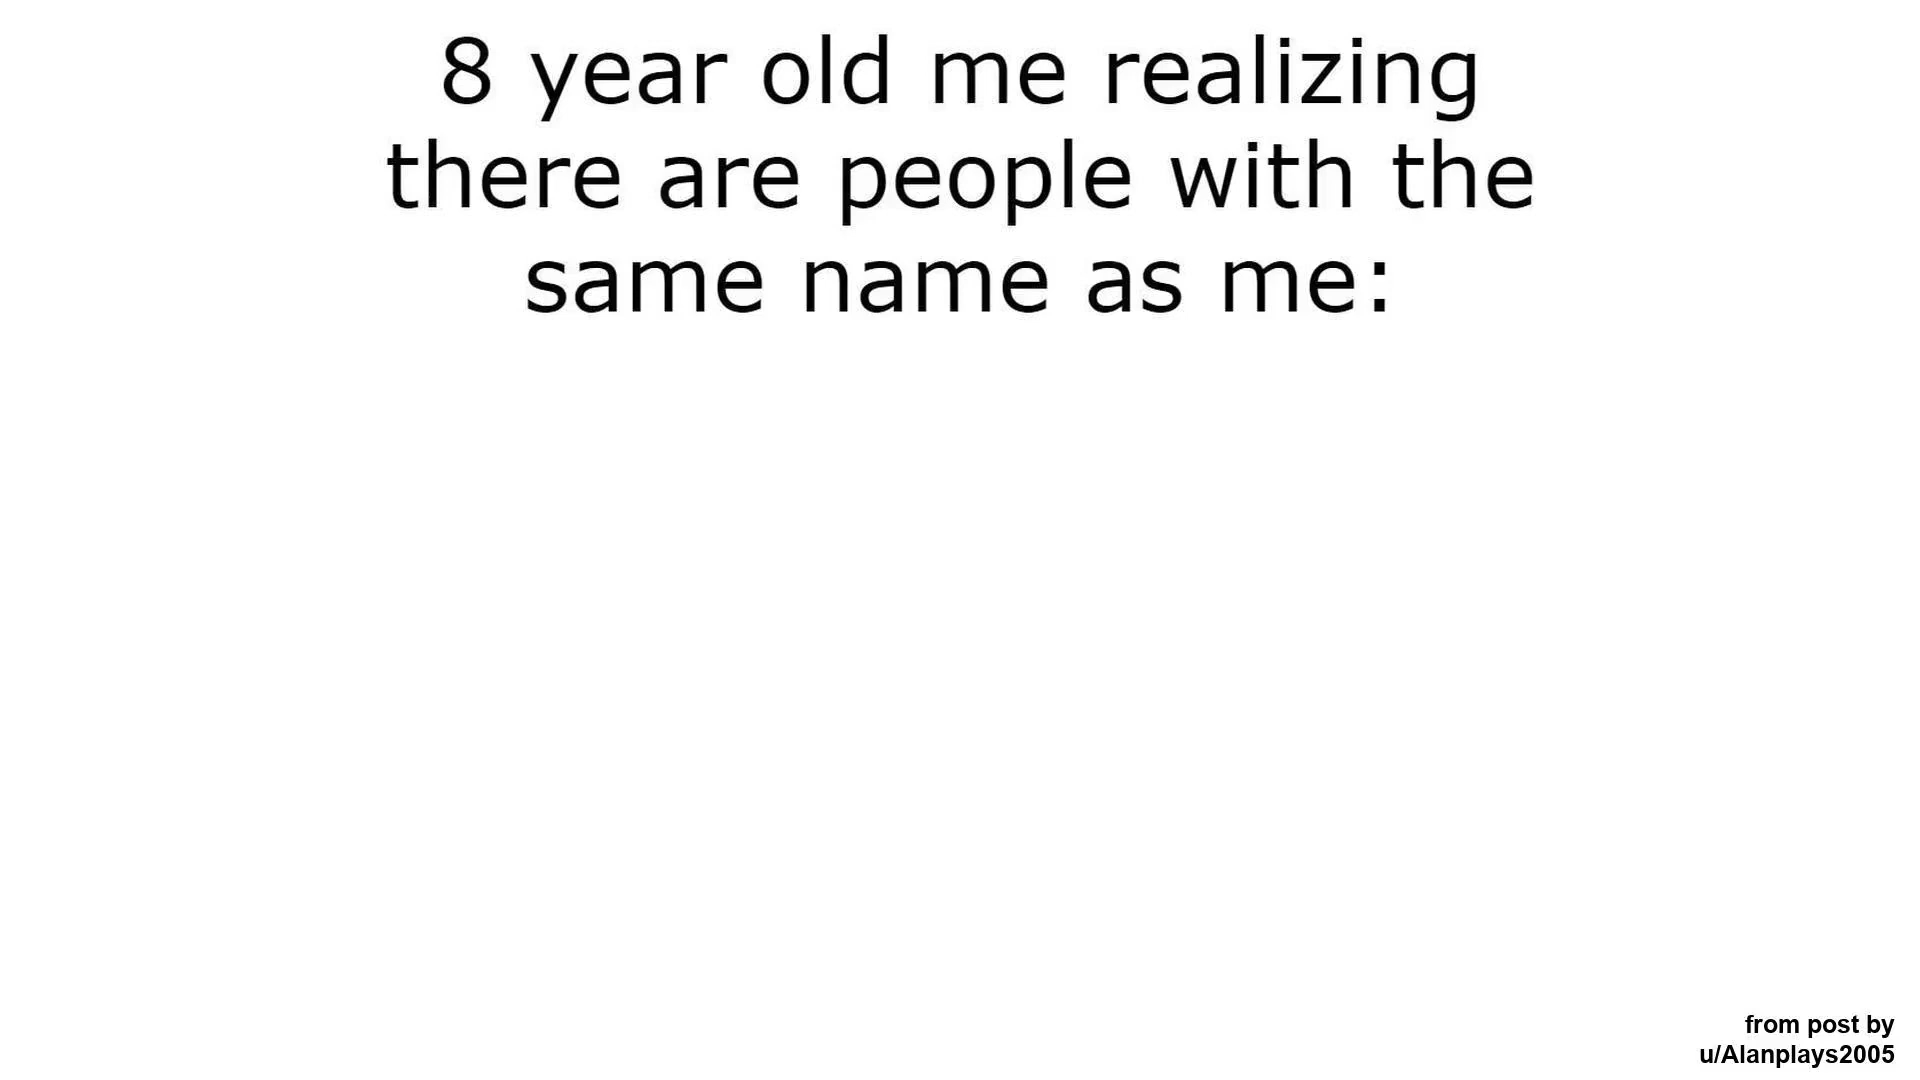 8 year old me realizing
there are people with the
same name as me:
from post by
u/Alanplays2005